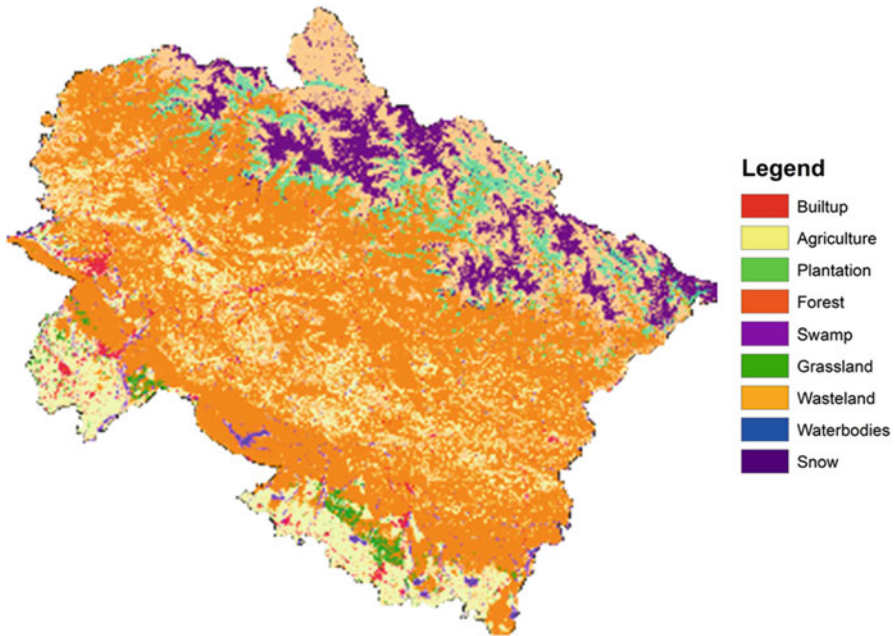 Legend
Builtup
Agriculture
Plantation
Forest
Swamp
Grassland
Wasteland
Waterbodies
Snow